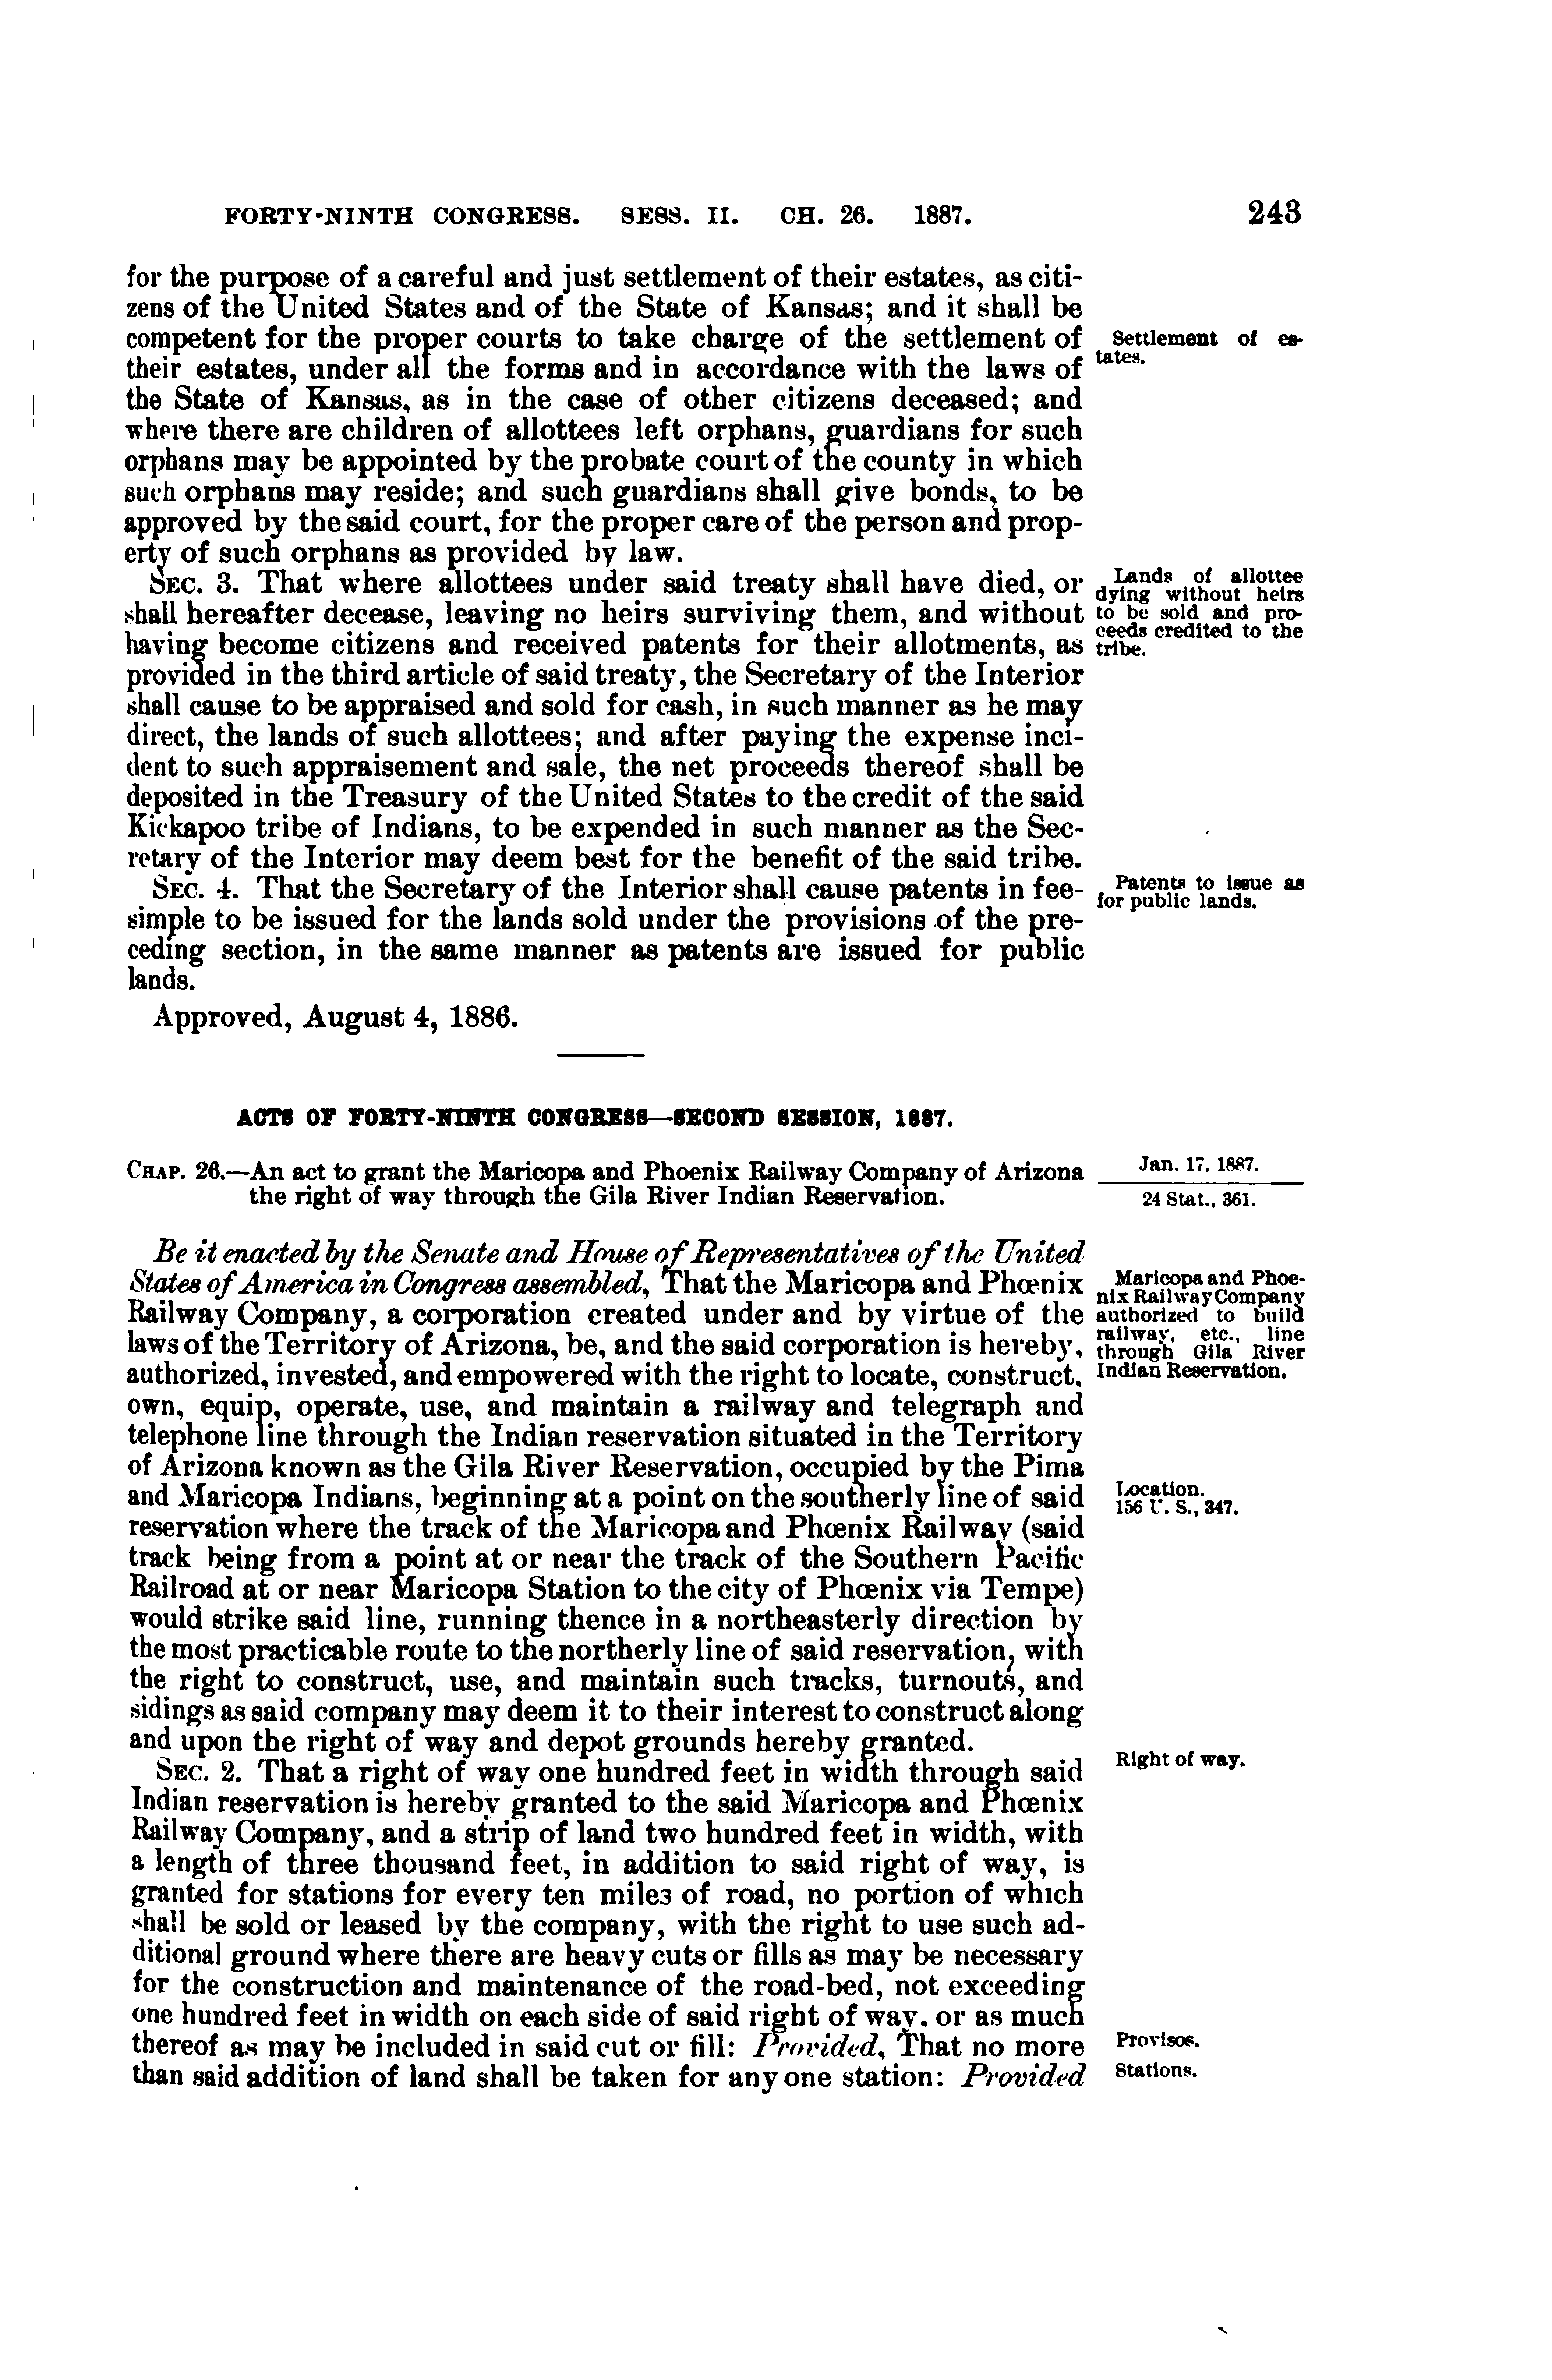 FORTY-NINTH CONGRESS. SESS. II. CH. 26. 1887. 243
for the purpose of a careful and just settlement of their estates, as citi-
zens of the United States and of the State of Kansas; and it shall be
competent for the proper courts to take charge of the settlement of
their estates, under all the forms and in accordance with the laws of
the State of Kansas, as in the case of other citizens deceased; and
where there are children of allottees left orphans, guardians for such
orphans may be appointed by the probate court of the county in which
such orphans may reside; and such guardians shall give bonds, to be
approved by the said court, for the proper care of the person and prop-
erty of such orphans as provided by law.
Settlement of es-
tates.
SEC. 3. That where allottees under said treaty shall have died, or
shall hereafter decease, leaving no heirs surviving them, and without
having become citizens and received patents for their allotments, as
provided in the third article of said treaty, the Secretary of the Interior
shall cause to be appraised and sold for cash, in such manner as he may
direct, the lands of such allottees; and after paying the expense inci-
dent to such appraisement and sale, the net proceeds thereof shall be
deposited in the Treasury of the United States to the credit of the said
Kickapoo tribe of Indians, to be expended in such manner as the Sec-
retary of the Interior may deem best for the benefit of the said tribe.
Lands of allottee
dying without heirs
to be sold and pro-
ceeds credited to the
tribe.
SEC. 4. That the Secretary of the Interior shall cause patents in fee-
simple to be issued for the lands sold under the provisions of the pre-
ceding section, in the same manner as patents are issued for public
lands.
Patents to issue as
for public lands.
Approved, August 4, 1886.
ACTS OF FORTY-NINTH CONGRESS—SECOND SESSION, 1887.
CHAP. 26.—An act to grant the Maricopa and Phoenix Railway Company of Arizona
the right of way through the Gila River Indian Reservation.
Jan. 17. 1887.
24 Stat., 361.
Be it enacted by the Senate and House of Representatives of the United
States of America in Congress assembled, That the Maricopa and Phœnix
Railway Company, a corporation created under and by virtue of the
laws of the Territory of Arizona, be, and the said corporation is hereby,
authorized, invested, and empowered with the right to locate, construct,
own, equip, operate, use, and maintain a railway and telegraph and
telephone line through the Indian reservation situated in the Territory
of Arizona known as the Gila River Reservation, occupied by the Pima
and Maricopa Indians, beginning at a point on the southerly line of said
reservation where the track of the Maricopa and Phœnix Railway (said
track being from a point at or near the track of the Southern Pacific
Railroad at or near Maricopa Station to the city of Phœnix via Tempe)
would strike said line, running thence in a northeasterly direction by
the most practicable route to the northerly line of said reservation, with
the right to construct, use, and maintain such tracks, turnouts, and
sidings as said company may deem it to their interest to construct along
and upon the right of way and depot grounds hereby granted.
Maricopa and Phoe-
nix Railway Company
authorized to build
railway, etc., line
through Gila River
Indian Reservation.
Location.
156 U. S., 347.
SEC. 2. That a right of way one hundred feet in width through said
Indian reservation is hereby granted to the said Maricopa and Phœnix
Railway Company, and a strip of land two hundred feet in width, with
a length of three thousand feet, in addition to said right of way, is
granted for stations for every ten miles of road, no portion of which
shall be sold or leased by the company, with the right to use such ad-
ditional ground where there are heavy cuts or fills as may be necessary
for the construction and maintenance of the road-bed, not exceeding
one hundred feet in width on each side of said right of way. or as much
thereof as may be included in said cut or fill: Provided, That no more
than said addition of land shall be taken for any one station: Provided
Right of way.
Provisos.
Stations.